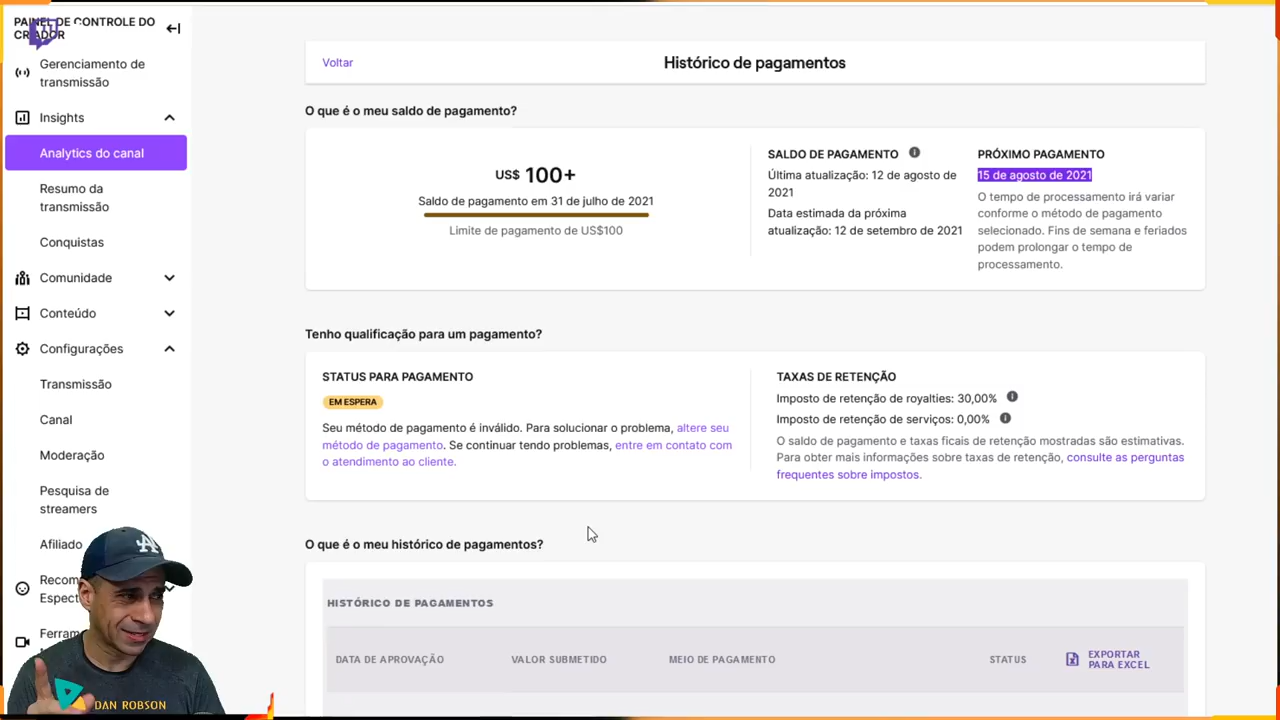 PAINEL DE CONTROLE DO
CRIADOR
Gerenciamento de
transmissão
Insights
Analytics do canal
Resumo da
transmissão
Conquistas
Comunidade
Conteúdo
Configurações
Transmissão
Canal
Moderação
Pesquisa de
streamers
Afiliado
Recom
Espect
Ferram
Voltar
Histórico de pagamentos
O que é o meu saldo de pagamento?
US$ 100+
Saldo de pagamento em 31 de julho de 2021
Limite de pagamento de US$100
SALDO DE PAGAMENTO
Última atualização: 12 de agosto de
2021
Data estimada da próxima
atualização: 12 de setembro de 2021
PRÓXIMO PAGAMENTO
15 de agosto de 2021
O tempo de processamento irá variar
conforme o método de pagamento
selecionado. Fins de semana e feriados
podem prolongar o tempo de
processamento.
Tenho qualificação para um pagamento?
STATUS PARA PAGAMENTO
EM ESPERA
Seu método de pagamento é inválido. Para solucionar o problema, altere seu
método de pagamento. Se continuar tendo problemas, entre em contato com
o atendimento ao cliente.
TAXAS DE RETENÇÃO
Imposto de retenção de royalties: 30,00%
Imposto de retenção de serviços: 0,00%
O saldo de pagamento e taxas ficais de retenção mostradas são estimativas.
Para obter mais informações sobre taxas de retenção, consulte as perguntas
frequentes sobre impostos.
O que é o meu histórico de pagamentos?
HISTÓRICO DE PAGAMENTOS
DATA DE APROVAÇÃO
VALOR SUBMETIDO
MEIO DE PAGAMENTO
STATUS
EXPORTAR
PARA EXCEL
DAN ROBSON